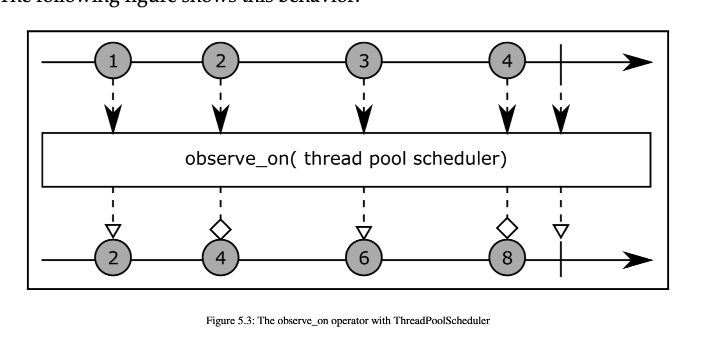 The following figure shows this behavior.
1 2 3 4
observe_on( thread pool scheduler)
2 4 6 8
Figure 5.3: The observe_on operator with ThreadPoolScheduler